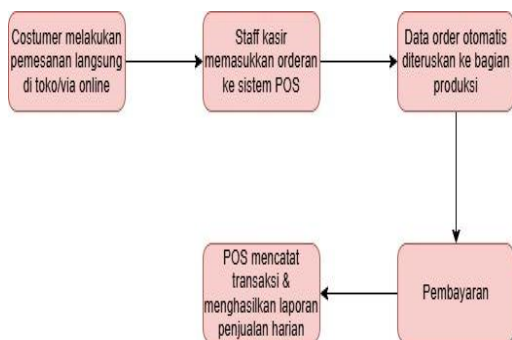 Costumer melakukan
pemesanan langsung
di toko/via online
Staff kasir
memasukkan orderan
ke sistem POS
Data order otomatis
diteruskan ke bagian
produksi
Pembayaran
POS mencatat
transaksi &
menghasilkan laporan
penjualan harian